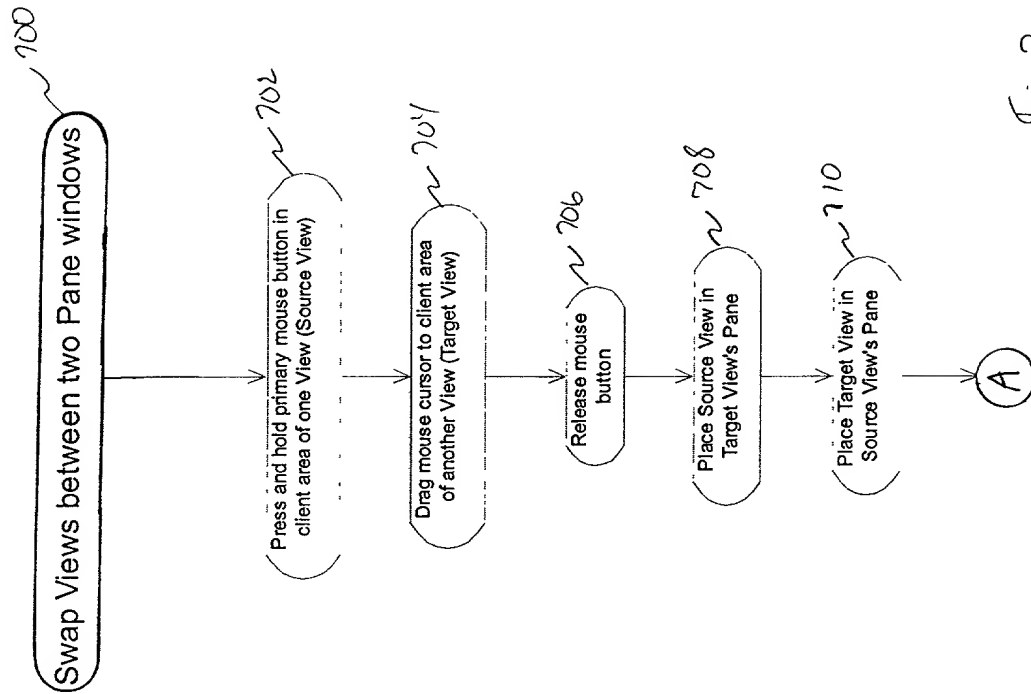 Swap Views between two Pane windows
700
Press and hold primary mouse button in
client area of one View (Source View)
702
Drag mouse cursor to client area
of another View (Target View)
704
Release mouse
button
706
Place Source View in
Target View's Pane
708
Place Target View in
Source View's Pane
710
A